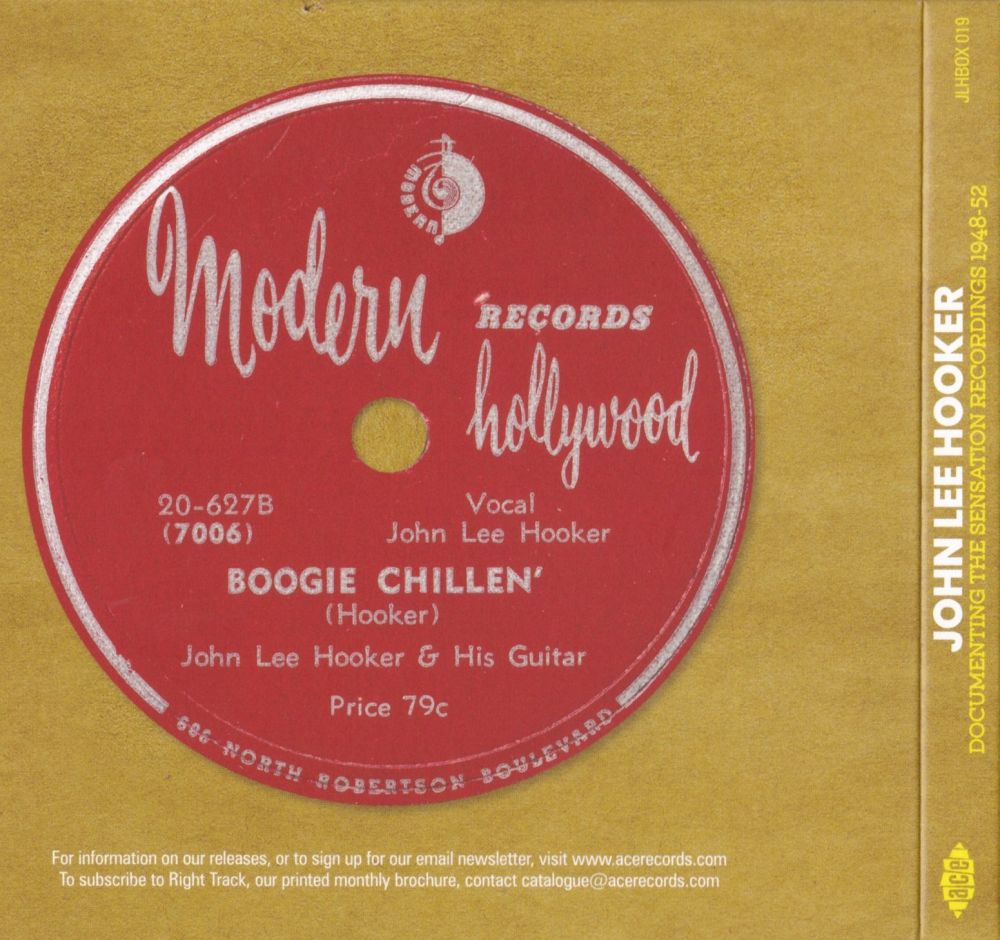 MODERN
Modern RECORDS
hollywood
20-627B
(7006)
Vocal
John Lee Hooker
BOOGIE CHILLEN'
(Hooker)
John Lee Hooker & His Guitar
Price 79c
686 NORTH ROBERTSON BOULEVARD
For information on our releases, or to sign up for our email newsletter, visit www.acerecords.com
To subscribe to Right Track, our printed monthly brochure, contact catalogue@acerecords.com
JOHN LEE HOOKER
DOCUMENTING THE SENSATION RECORDINGS 1948-52
JLHBOX 019
ace